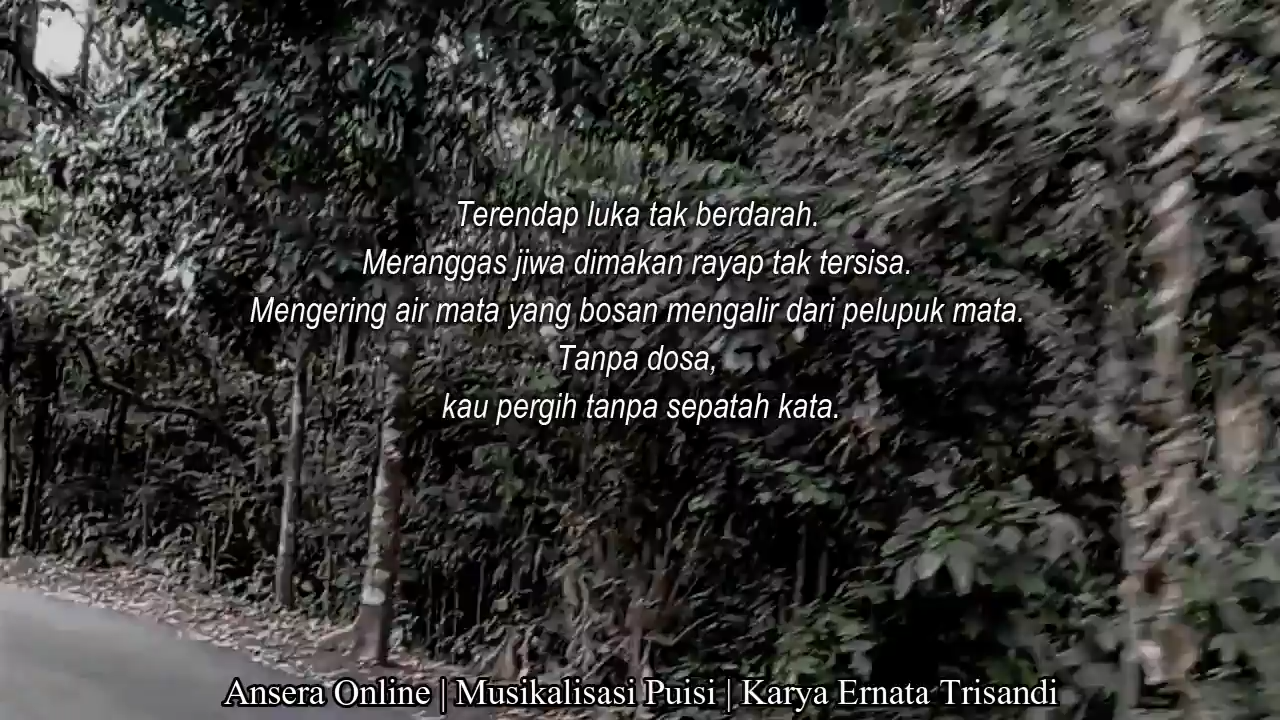 Terendap luka tak berdarah.
Meranggas jiwa dimakan rayap tak tersisa.
Mengering air mata yang bosan mengalir dari pelupuk mata.
Tanpa dosa,
kau pergih tanpa sepatah kata.
Ansera Online | Musikalisasi Puisi | Karya Ernata Trisandi